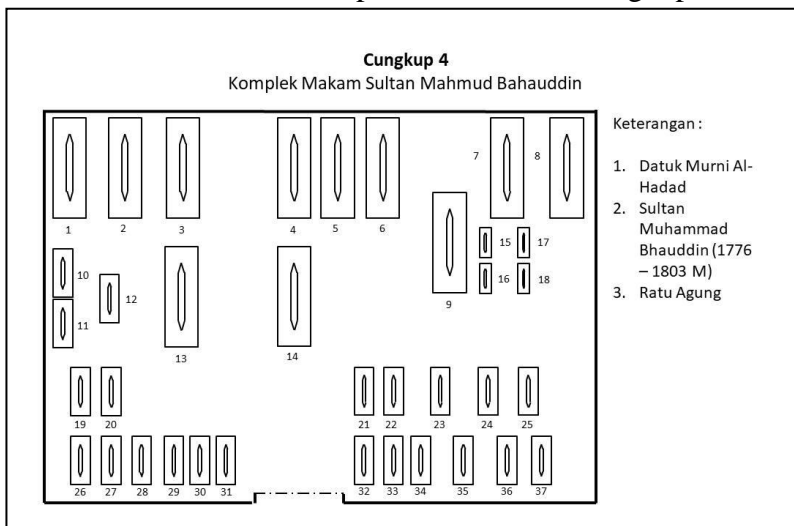 Cungkup 4
Komplek Makam Sultan Mahmud Bahauddin
Keterangan :
1. Datuk Murni Al-
Hadad
2. Sultan
Muhammad
Bhauddin (1776
– 1803 M)
3. Ratu Agung
7 8
1 2 3 4 5 6
15 17
10
12
16 18
9
11
13 14
19 20 21 22 23 24 25
26 27 28 29 30 31 32 33 34 35 36 37